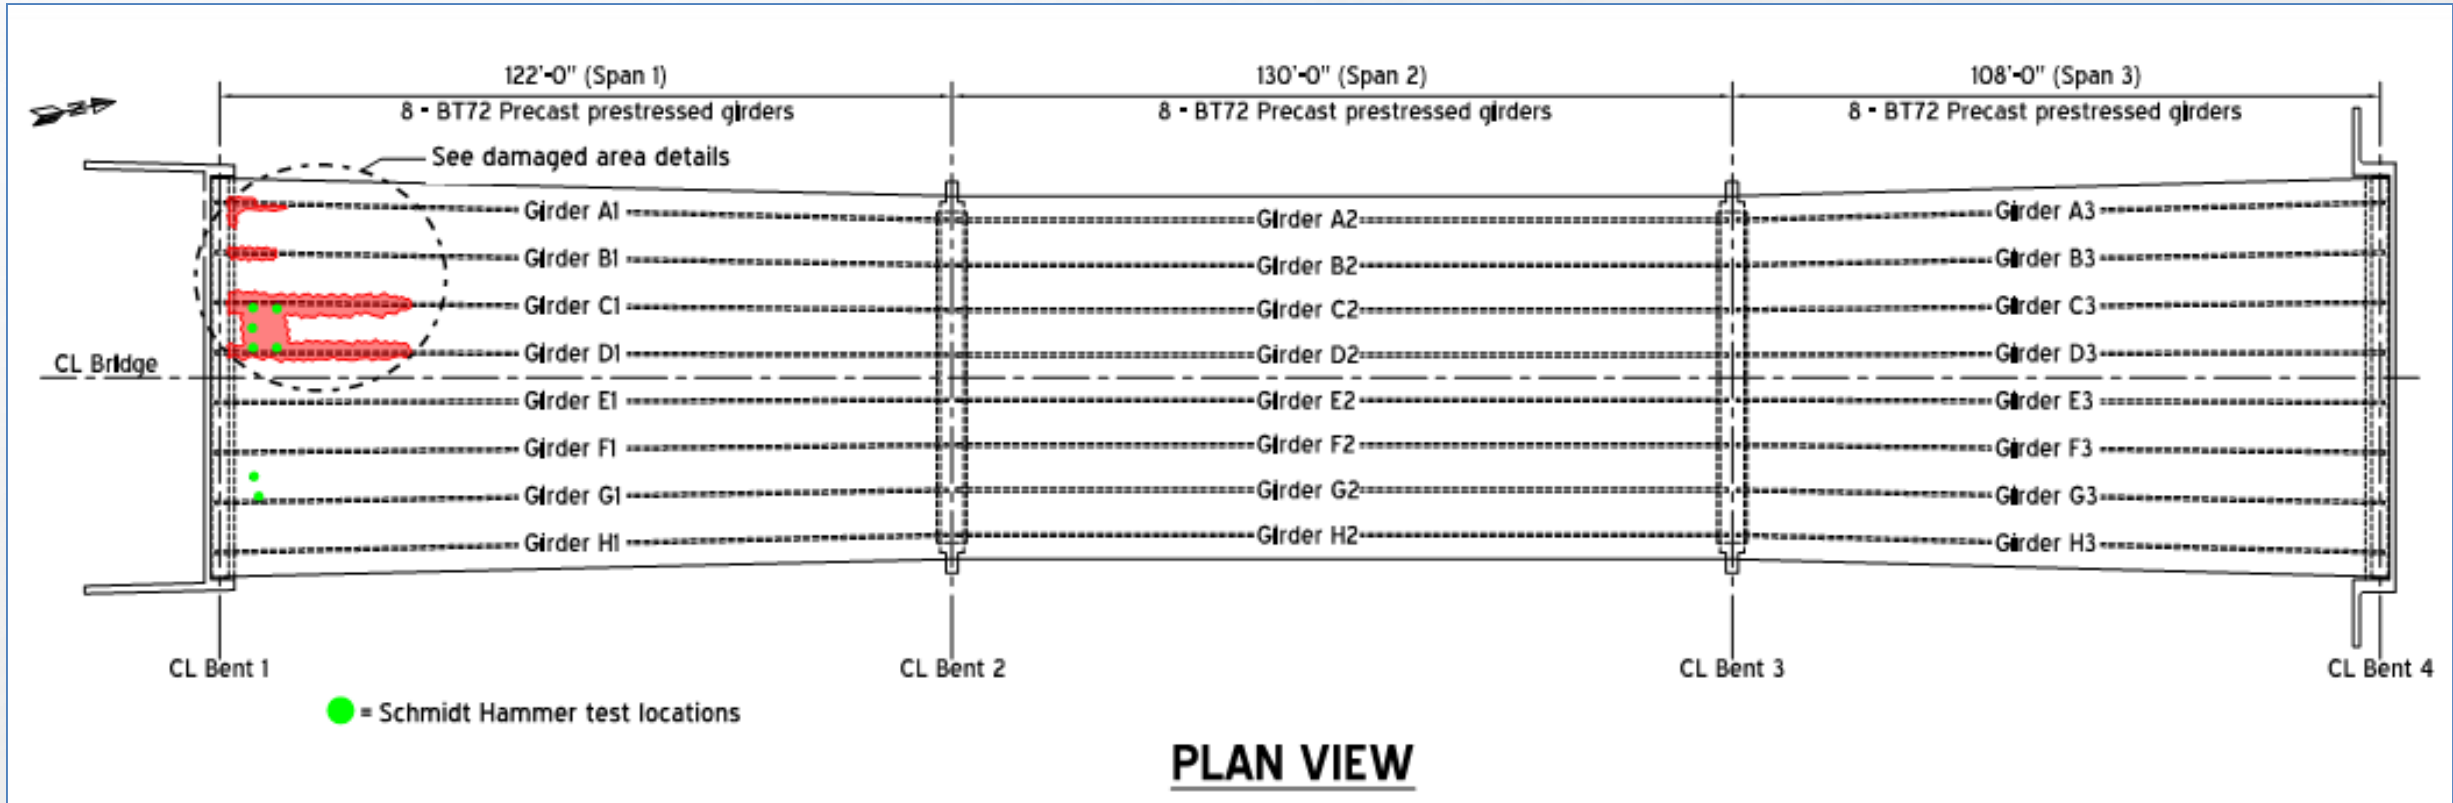 122'-0" (Span 1)
130'-0" (Span 2)
108'-0" (Span 3)
8 - BT72 Precast prestressed girders
8 - BT72 Precast prestressed girders
8 - BT72 Precast prestressed girders
N
See damaged area details
Girder A1
Girder A2
Girder A3
Girder B1
Girder B2
Girder B3
Girder C1
Girder C2
Girder C3
Girder D1
Girder D2
Girder D3
CL Bridge
Girder E1
Girder E2
Girder E3
Girder F1
Girder F2
Girder F3
Girder G1
Girder G2
Girder G3
Girder H1
Girder H2
Girder H3
CL Bent 1
CL Bent 2
CL Bent 3
CL Bent 4
= Schmidt Hammer test locations
PLAN VIEW